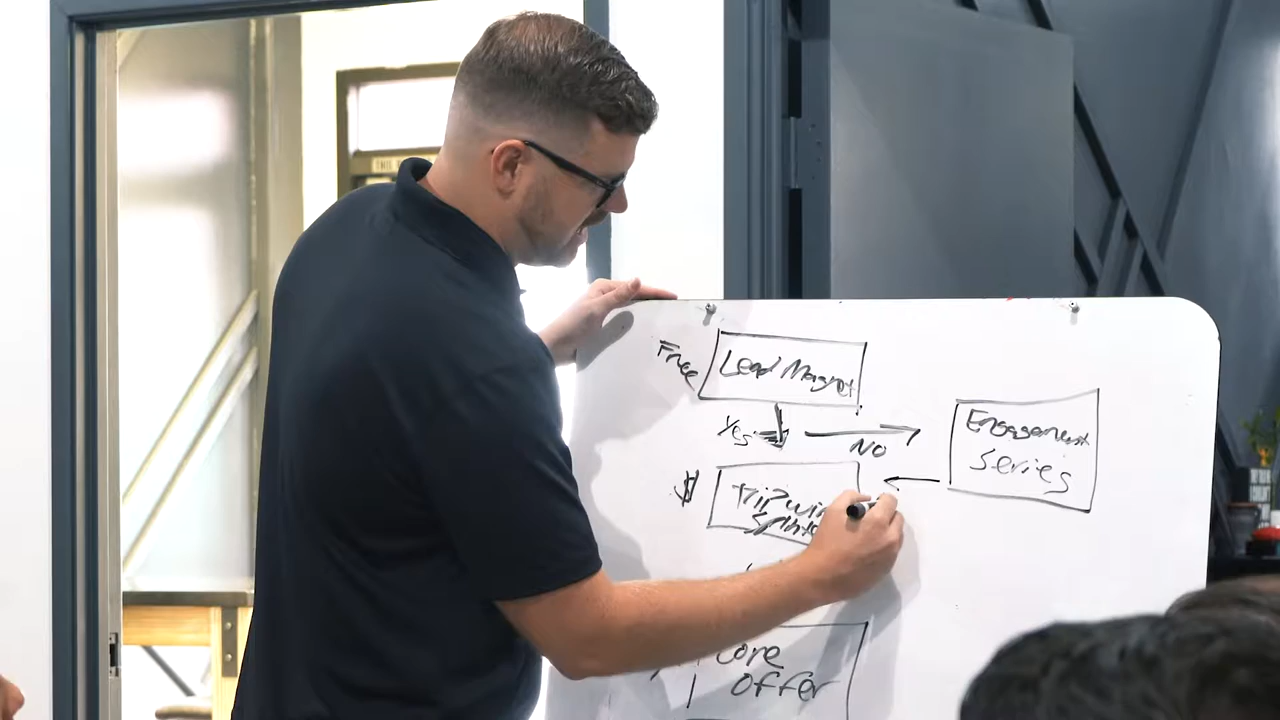 Free
Lead Magnet
Yes
NO
Engagement
Series
$
Tripwire
Core
Offer